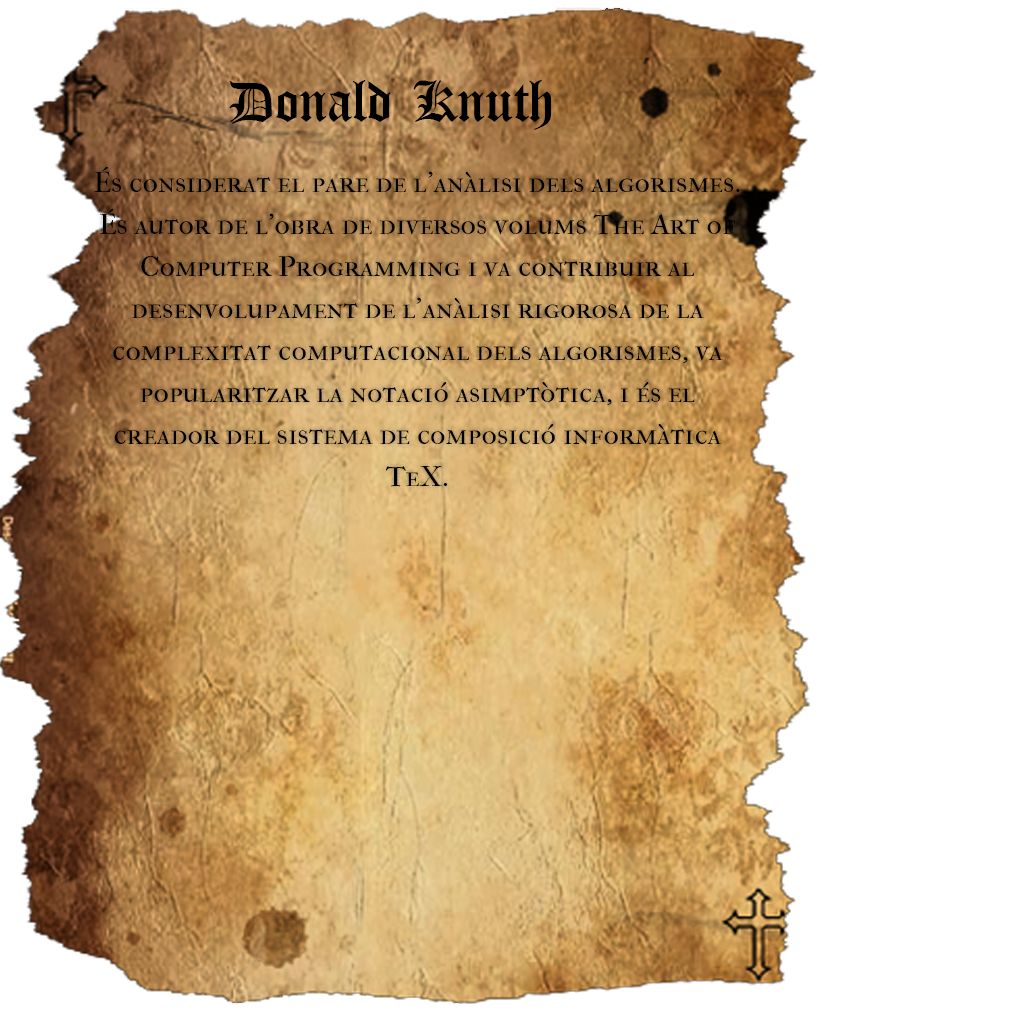 Donald Knuth
És considerat el pare de l'anàlisi dels algorismes.
És autor de l'obra de diversos volums The Art of
Computer Programming i va contribuir al
desenvolupament de l'anàlisi rigorosa de la
complexitat computacional dels algorismes, va
popularitzar la notació asimptòtica, i és el
creador del sistema de composició informàtica
TeX.